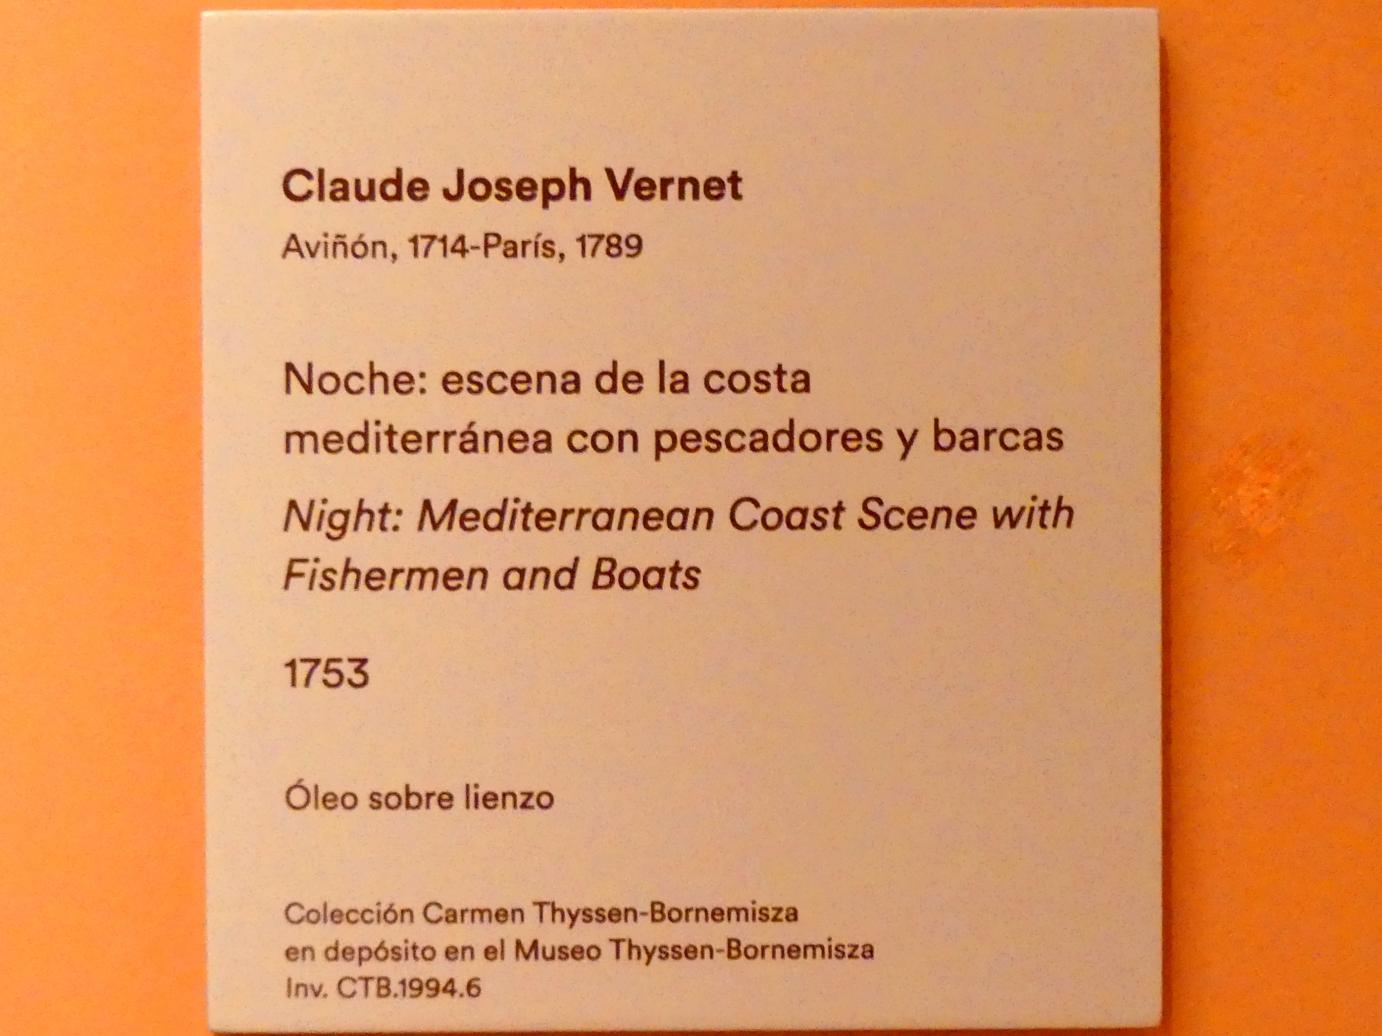 Claude Joseph Vernet
Aviñón, 1714-París, 1789
Noche: escena de la costa
mediterránea con pescadores y barcas
Night: Mediterranean Coast Scene with
Fishermen and Boats
1753
Óleo sobre lienzo
Colección Carmen Thyssen-Bornemisza
en depósito en el Museo Thyssen-Bornemisza
Inv. CTB.1994.6